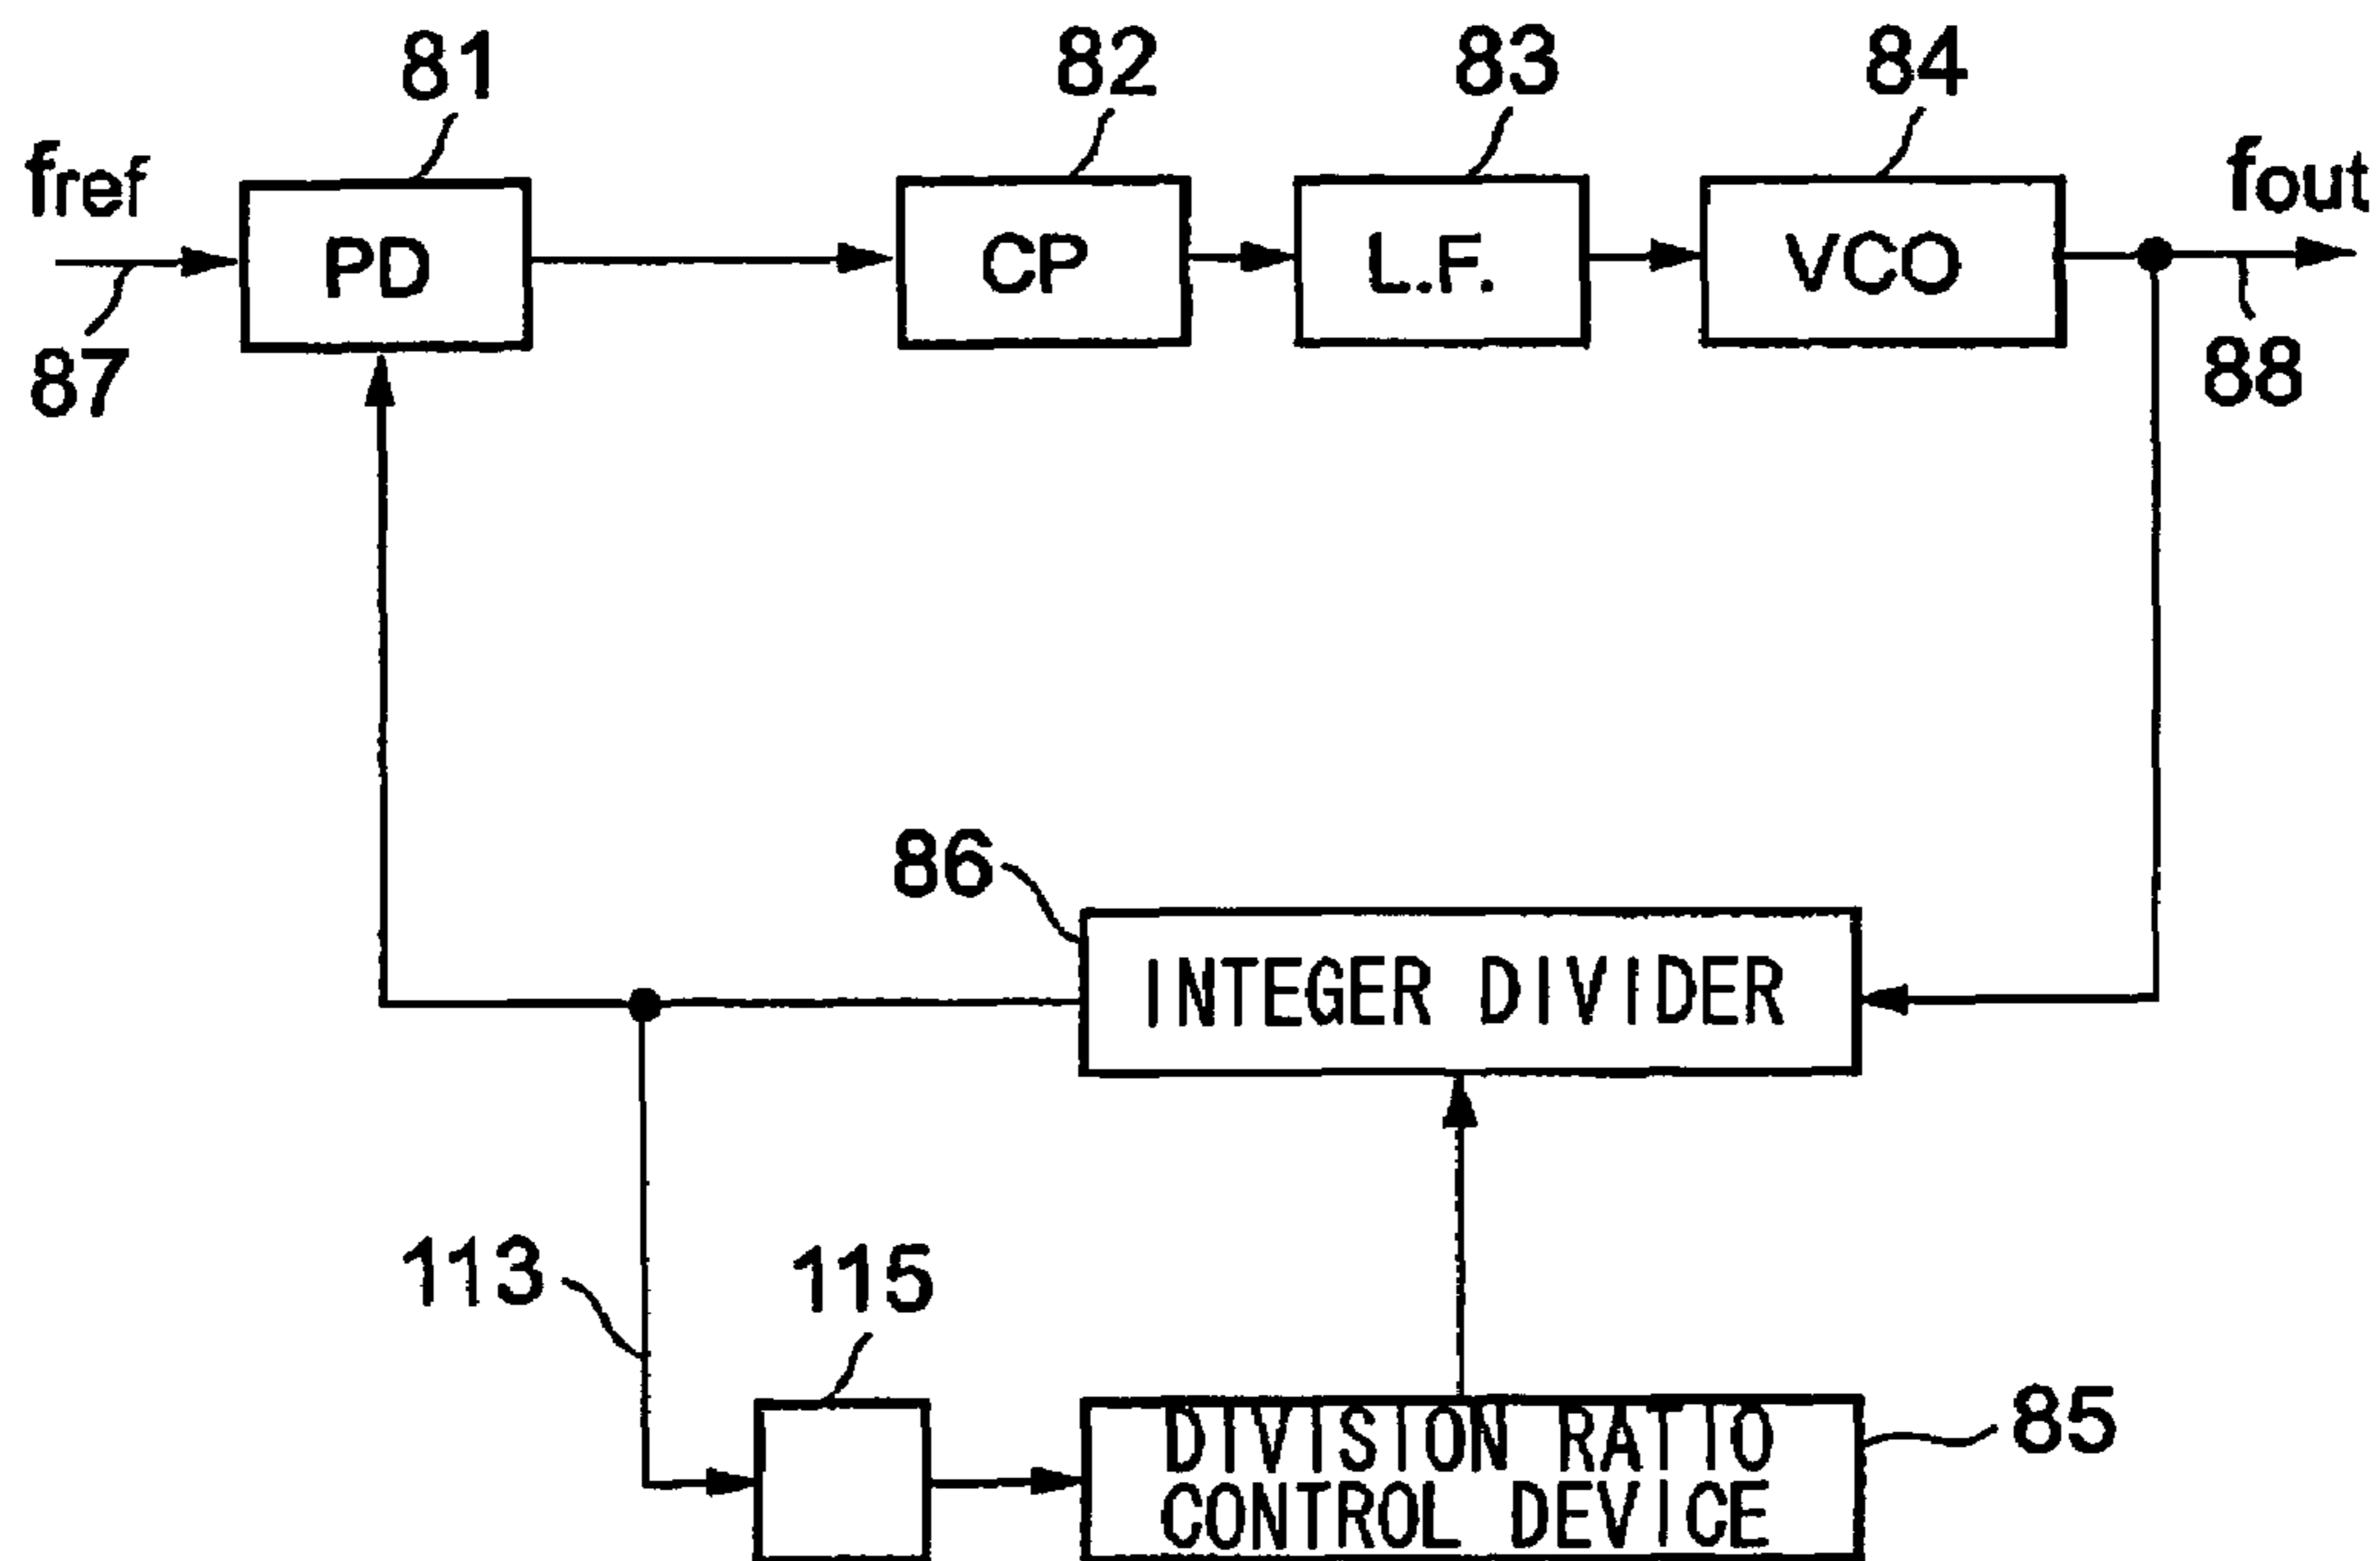 81
82
83
84
fref
fout
PD
CP
L.F.
VCO
87
88
86
INTEGER DIVIDER
113
115
85
DIVISION RATIO
CONTROL DEVICE